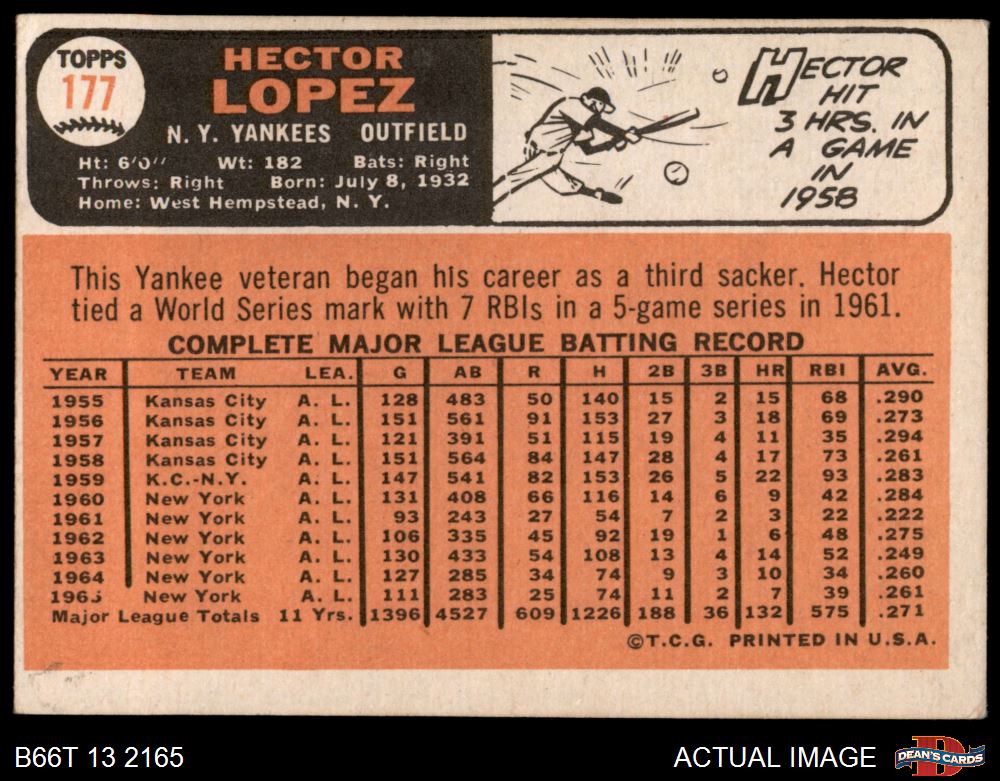 TOPPS
177
HECTOR
LOPEZ
N. Y. YANKEES OUTFIELD
Ht: 6'0" Wt: 182 Bats: Right
Throws: Right Born: July 8, 1932
Home: West Hempstead, N. Y.
HECTOR
HIT
3 HRS. IN
A GAME
IN
1958
This Yankee veteran began his career as a third sacker. Hector
tied a World Series mark with 7 RBIs in a 5-game series in 1961.
COMPLETE MAJOR LEAGUE BATTING RECORD
YEAR TEAM LEA. G AB R H 2B 3B HR RBI AVG.
1955 Kansas City A. L. 128 483 50 140 15 2 15 68 .290
1956 Kansas City A. L. 151 561 91 153 27 3 18 69 .273
1957 Kansas City A. L. 121 391 51 115 19 4 11 35 .294
1958 Kansas City A. L. 151 564 84 147 28 4 17 73 .261
1959 K.C.-N.Y. A. L. 147 541 82 153 26 5 22 93 .283
1960 New York A. L. 131 408 66 116 14 6 9 42 .284
1961 New York A. L. 93 243 27 54 7 2 3 22 .222
1962 New York A. L. 106 335 45 92 19 1 6 48 .275
1963 New York A. L. 130 433 54 108 13 4 14 52 .249
1964 New York A. L. 127 285 34 74 9 3 10 34 .260
1965 New York A. L. 111 283 25 74 11 2 7 39 .261
Major League Totals 11 Yrs. 1396 4527 609 1226 188 36 132 575 .271
©T.C.G. PRINTED IN U.S.A.
B66T 13 2165
ACTUAL IMAGE
D
DEAN'S CARDS